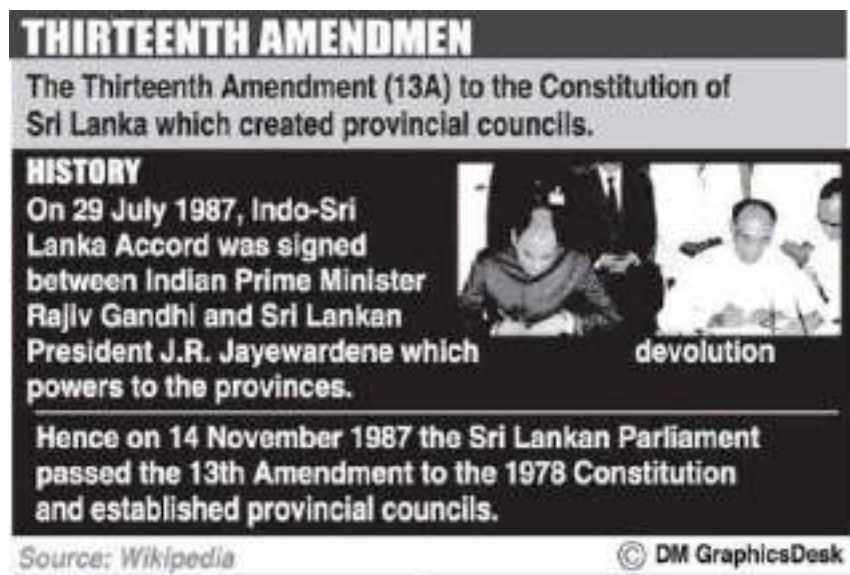 THIRTEENTH AMENDMEN
The Thirteenth Amendment (13A) to the Constitution of
Sri Lanka which created provincial councils.
HISTORY
On 29 July 1987, Indo-Sri
Lanka Accord was signed
between Indian Prime Minister
Rajiv Gandhi and Sri Lankan
President J.R. Jayewardene which devolution
powers to the provinces.
Hence on 14 November 1987 the Sri Lankan Parliament
passed the 13th Amendment to the 1978 Constitution
and established provincial councils.
Source: Wikipedia © DM GraphicsDesk